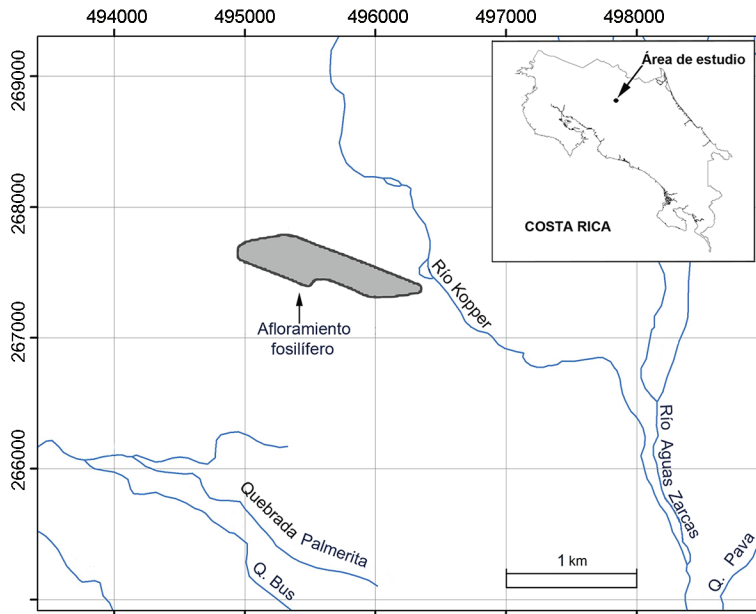 494000 495000 496000 497000 498000
269000
268000
267000
266000
Área de estudio
COSTA RICA
Río Kopper
Afloramiento
fosilífero
Río Aguas Zarcas
Quebrada Palmerita
Q. Bus
1 km
Q. Pava